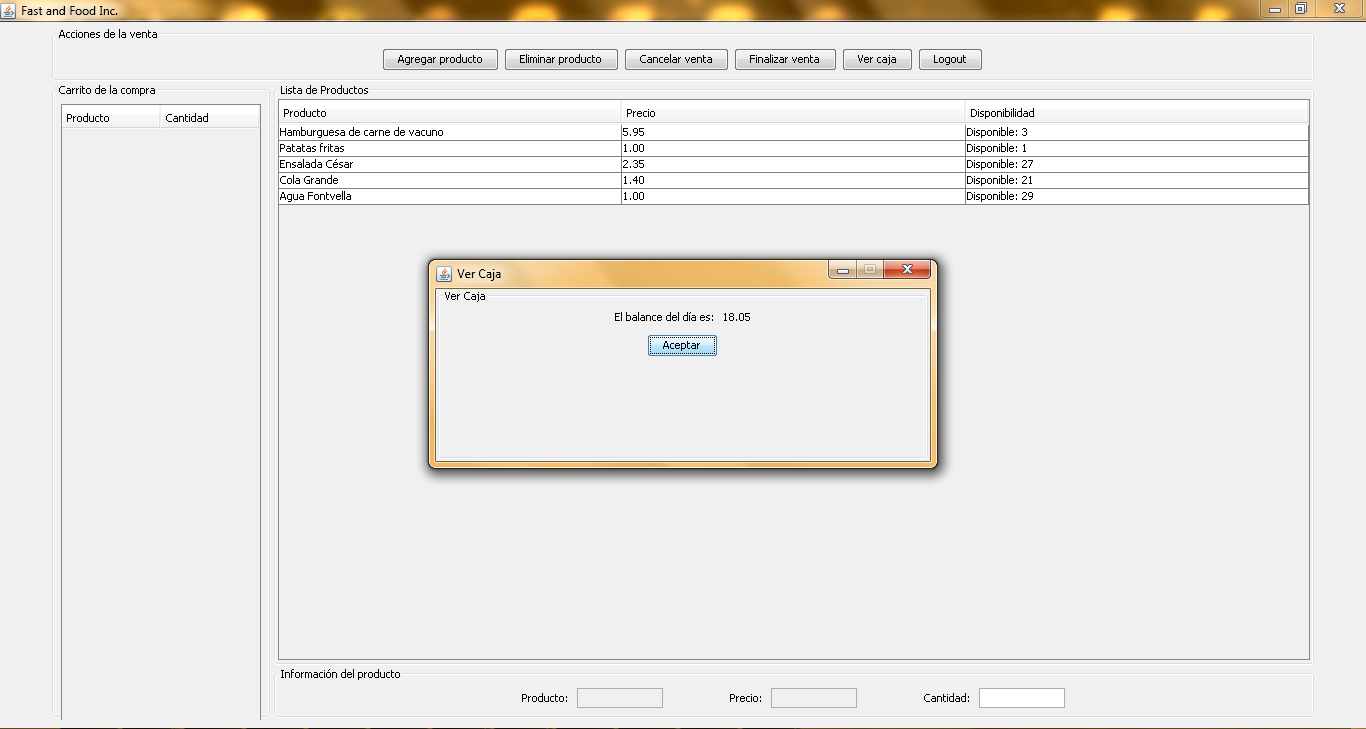 Fast and Food Inc.
Acciones de la venta
Agregar producto Eliminar producto Cancelar venta Finalizar venta Ver caja Logout
Carrito de la compra
Producto Cantidad
Lista de Productos
Producto Precio Disponibilidad
Hamburguesa de carne de vacuno 5.95 Disponible: 3
Patatas fritas 1.00 Disponible: 1
Ensalada César 2.35 Disponible: 27
Cola Grande 1.40 Disponible: 21
Agua Fontvella 1.00 Disponible: 29
Ver Caja
Ver Caja
El balance del día es: 18.05
Aceptar
Información del producto
Producto: Precio: Cantidad: